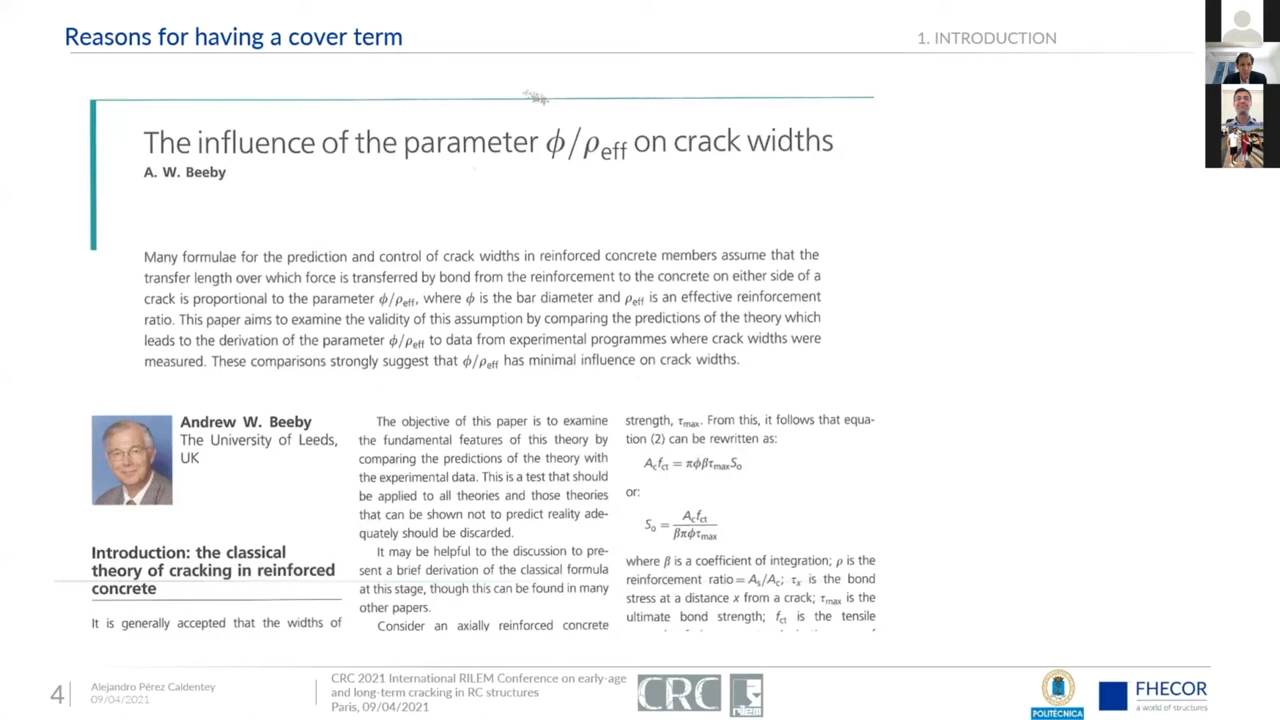 Reasons for having a cover term
1. INTRODUCTION
The influence of the parameter ϕ/ρeff on crack widths
A. W. Beeby
Many formulae for the prediction and control of crack widths in reinforced concrete members assume that the
transfer length over which force is transferred by bond from the reinforcement to the concrete on either side of a
crack is proportional to the parameter ϕ/ρeff, where ϕ is the bar diameter and ρeff is an effective reinforcement
ratio. This paper aims to examine the validity of this assumption by comparing the predictions of the theory which
leads to the derivation of the parameter ϕ/ρeff to data from experimental programmes where crack widths were
measured. These comparisons strongly suggest that ϕ/ρeff has minimal influence on crack widths.
Andrew W. Beeby
The University of Leeds,
UK
Introduction: the classical
theory of cracking in reinforced
concrete
It is generally accepted that the widths of
The objective of this paper is to examine
the fundamental features of this theory by
comparing the predictions of the theory with
the experimental data. This is a test that should
be applied to all theories and those theories
that can be shown not to predict reality ade-
quately should be discarded.
It may be helpful to the discussion to pre-
sent a brief derivation of the classical formula
at this stage, though this can be found in many
other papers.
Consider an axially reinforced concrete
strength, τmax. From this, it follows that equa-
tion (2) can be rewritten as:
Acfct = πϕβτmaxSo
or:
So = Acfct / βπϕτmax
where β is a coefficient of integration; ρ is the
reinforcement ratio = As/Ac; τx is the bond
stress at a distance x from a crack; τmax is the
ultimate bond strength; fct is the tensile
4
Alejandro Pérez Caldentey
09/04/2021
CRC 2021 International RILEM Conference on early-age
and long-term cracking in RC structures
Paris, 09/04/2021
CRC
rilem
POLITÉCNICA
FHECOR
a world of structures